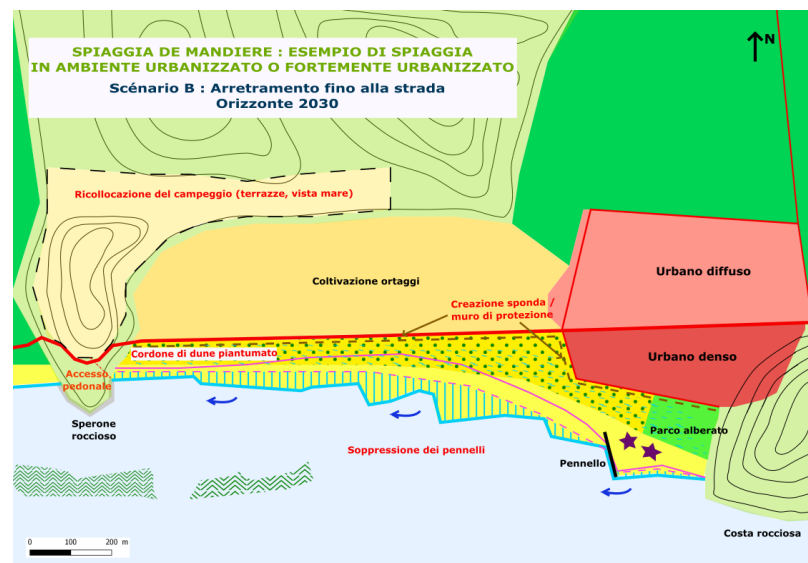 SPIAGGIA DE MANDIERE : ESEMPIO DI SPIAGGIA
IN AMBIENTE URBANIZZATO O FORTEMENTE URBANIZZATO
Scénario B : Arretramento fino alla strada
Orizzonte 2030
N
Ricollocazione del campeggio (terrazze, vista mare)
Coltivazione ortaggi
Urbano diffuso
Creazione sponda /
muro di protezione
Cordone di dune piantumato
Urbano denso
Accesso
pedonale
Sperone
roccioso
Parco alberato
Soppressione dei pennelli
Pennello
Costa rocciosa
0 100 200 m